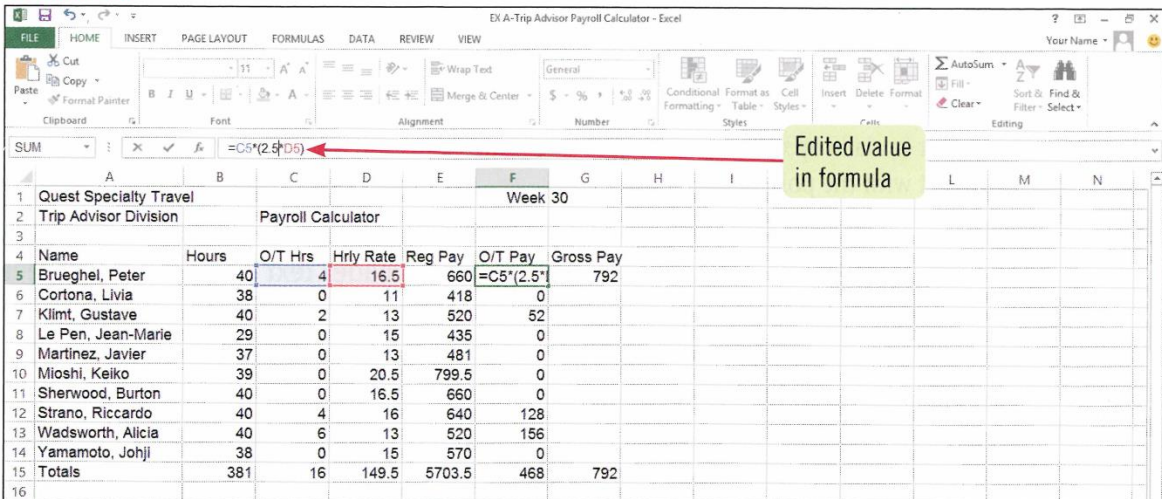 EX A-Trip Advisor Payroll Calculator - Excel
FILE HOME INSERT PAGE LAYOUT FORMULAS DATA REVIEW VIEW Your Name
Cut
Copy
Format Painter
Paste
Clipboard
11
B I U
Font
Wrap Text
Merge & Center
Alignment
General
$ - % ,
Number
Conditional Formatting
Format as Table
Cell Styles
Styles
Insert Delete Format
Cells
AutoSum
Fill
Clear
Sort & Filter
Find & Select
Editing
SUM fx =C5*(2.5*D5)
Edited value
in formula
A B C D E F G H I L M N
1 Quest Specialty Travel Week 30
2 Trip Advisor Division Payroll Calculator
3
4 Name Hours O/T Hrs Hrly Rate Reg Pay O/T Pay Gross Pay
5 Brueghel, Peter 40 4 16.5 660 =C5*(2.5* 792
6 Cortona, Livia 38 0 11 418 0
7 Klimt, Gustave 40 2 13 520 52
8 Le Pen, Jean-Marie 29 0 15 435 0
9 Martinez, Javier 37 0 13 481 0
10 Mioshi, Keiko 39 0 20.5 799.5 0
11 Sherwood, Burton 40 0 16.5 660 0
12 Strano, Riccardo 40 4 16 640 128
13 Wadsworth, Alicia 40 6 13 520 156
14 Yamamoto, Johji 38 0 15 570 0
15 Totals 381 16 149.5 5703.5 468 792
16